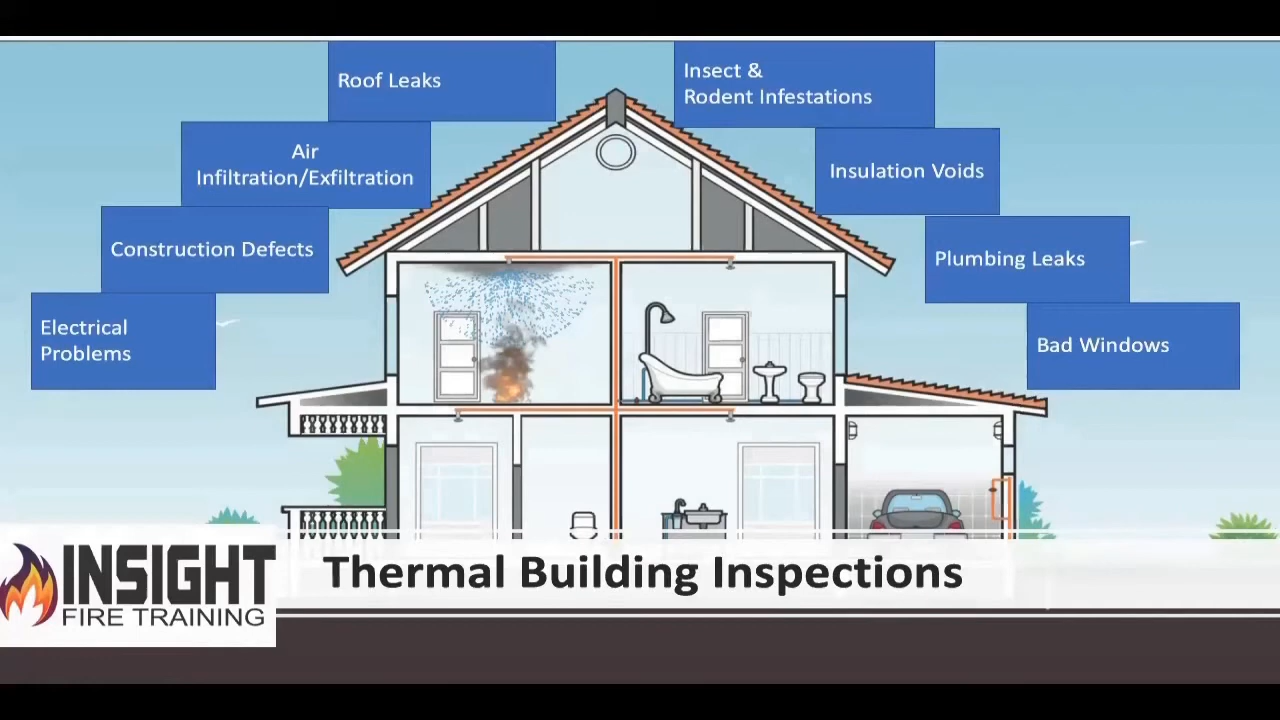 Roof Leaks
Insect &
Rodent Infestations
Air
Infiltration/Exfiltration
Insulation Voids
Construction Defects
Plumbing Leaks
Electrical
Problems
Bad Windows
INSIGHT
FIRE TRAINING
Thermal Building Inspections